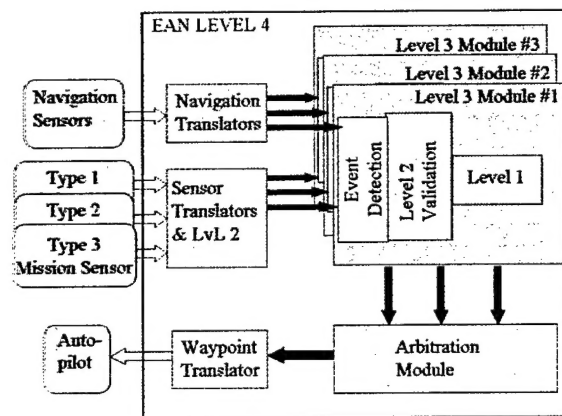 EAN LEVEL 4
Level 3 Module #3
Level 3 Module #2
Level 3 Module #1
Navigation
Sensors
Navigation
Translators
Event
Detection
Level 2
Validation
Level 1
Type 1
Type 2
Type 3
Mission Sensor
Sensor
Translators
& LvL 2
Auto-
pilot
Waypoint
Translator
Arbitration
Module